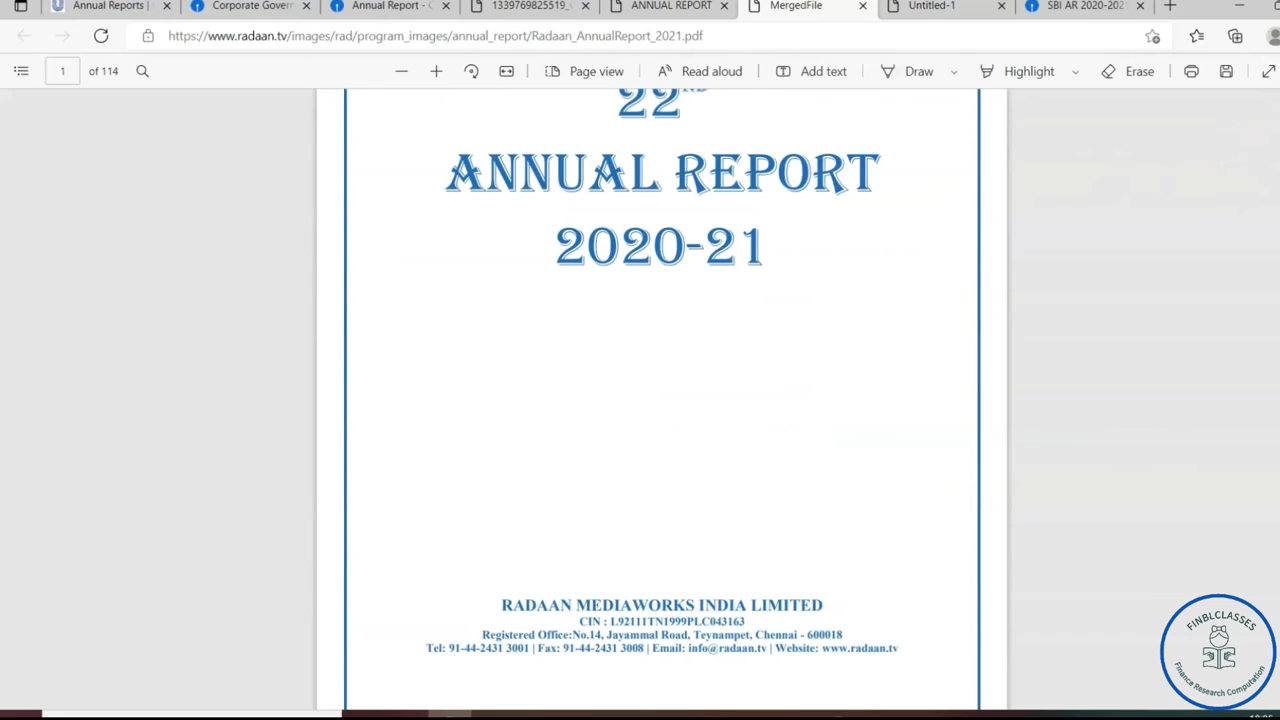 Annual Reports |
Corporate Gover
Annual Report - C
1339769825519_
ANNUAL REPORT
MergedFile
Untitled-1
SBI AR 2020-202
https://www.radaan.tv/images/rad/program_images/annual_report/Radaan_AnnualReport_2021.pdf
1 of 114
Page view
Read aloud
Add text
Draw
Highlight
Erase
22ND
ANNUAL REPORT
2020-21
RADAAN MEDIAWORKS INDIA LIMITED
CIN : L92111TN1999PLC043163
Registered Office:No.14, Jayammal Road, Teynampet, Chennai - 600018
Tel: 91-44-2431 3001 | Fax: 91-44-2431 3008 | Email: info@radaan.tv | Website: www.radaan.tv
FINBLCLASSES
Finance Research Computation